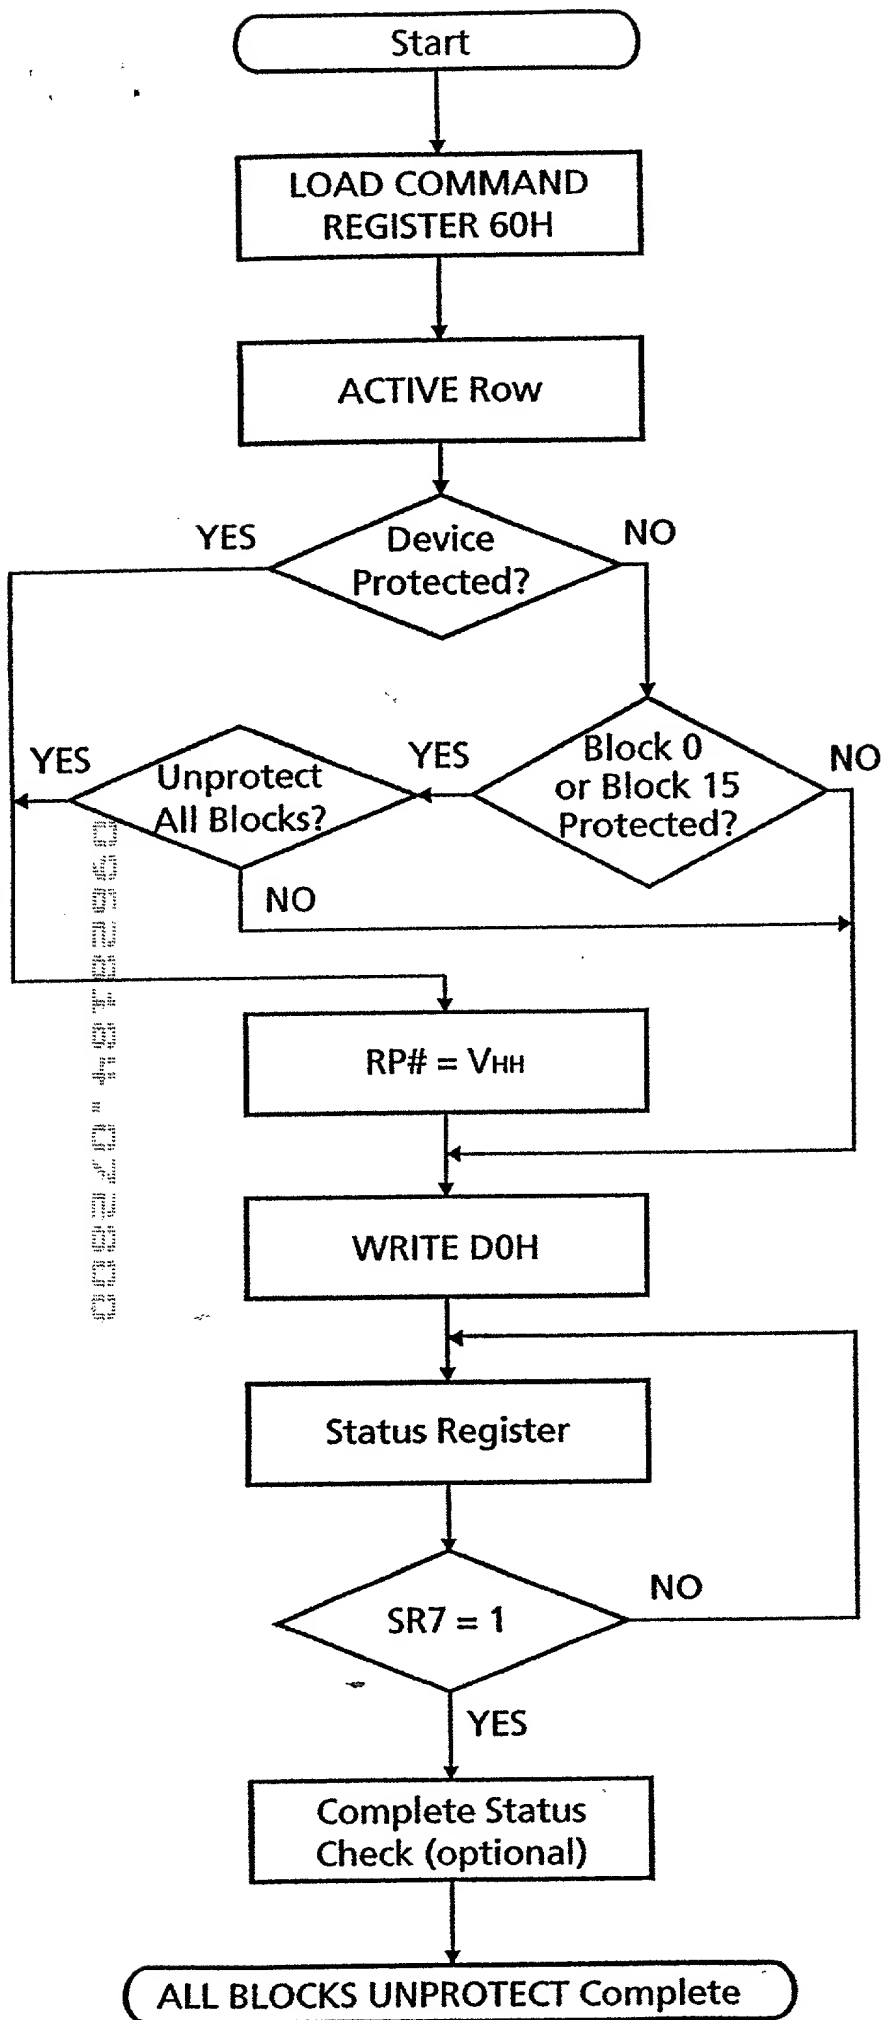 Start
LOAD COMMAND
REGISTER 60H
ACTIVE Row
YES
Device
Protected?
NO
YES
Unprotect
All Blocks?
YES
Block 0
or Block 15
Protected?
NO
NO
RP# = VHH
WRITE D0H
Status Register
SR7 = 1
NO
YES
Complete Status
Check (optional)
ALL BLOCKS UNPROTECT Complete
09628184.072800